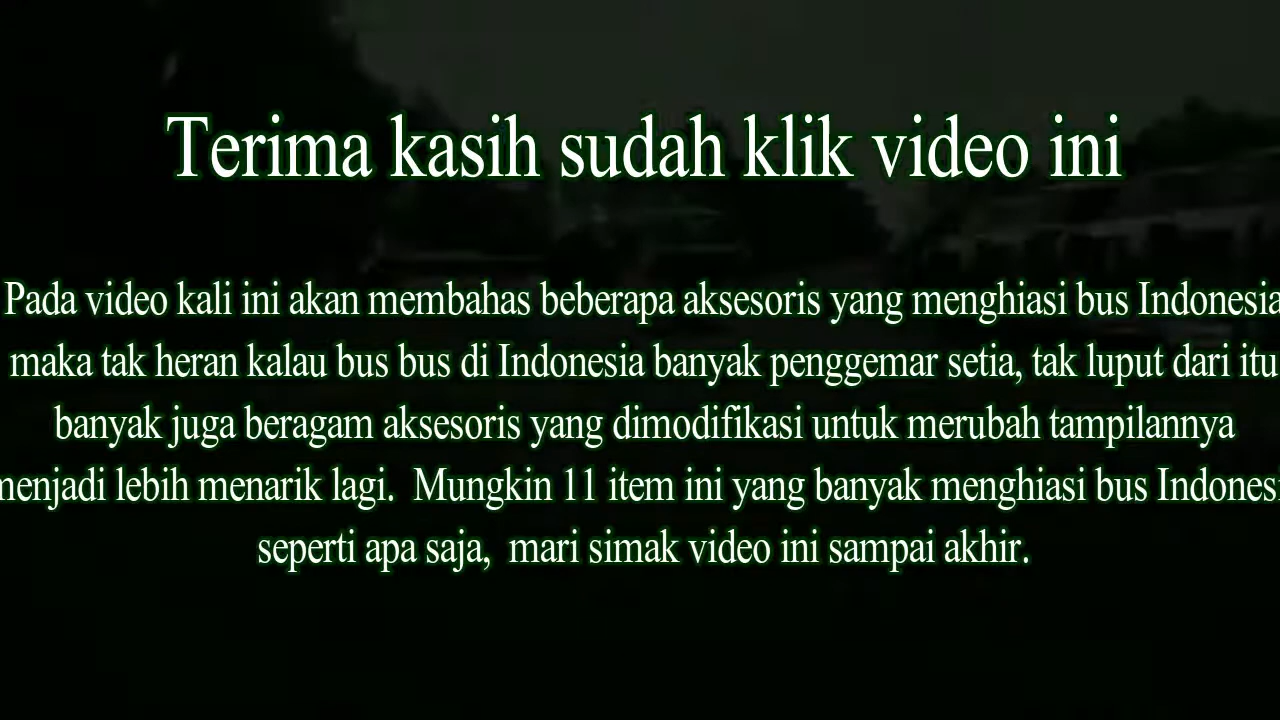 Terima kasih sudah klik video ini
Pada video kali ini akan membahas beberapa aksesoris yang menghiasi bus Indonesia
maka tak heran kalau bus bus di Indonesia banyak penggemar setia, tak luput dari itu
banyak juga beragam aksesoris yang dimodifikasi untuk merubah tampilannya
menjadi lebih menarik lagi.  Mungkin 11 item ini yang banyak menghiasi bus Indonesi
seperti apa saja,  mari simak video ini sampai akhir.